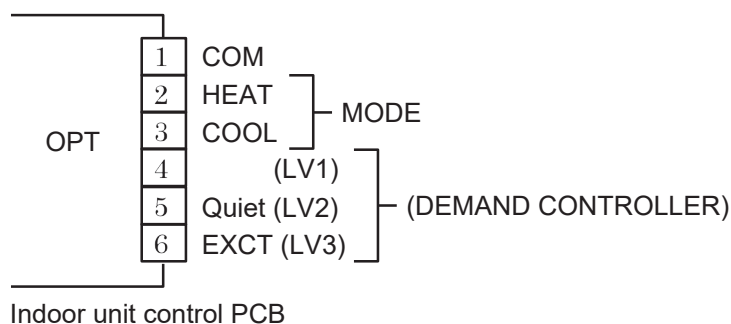 1 COM
2 HEAT
MODE
3 COOL
OPT
4 (LV1)
5 Quiet (LV2) (DEMAND CONTROLLER)
6 EXCT (LV3)
Indoor unit control PCB